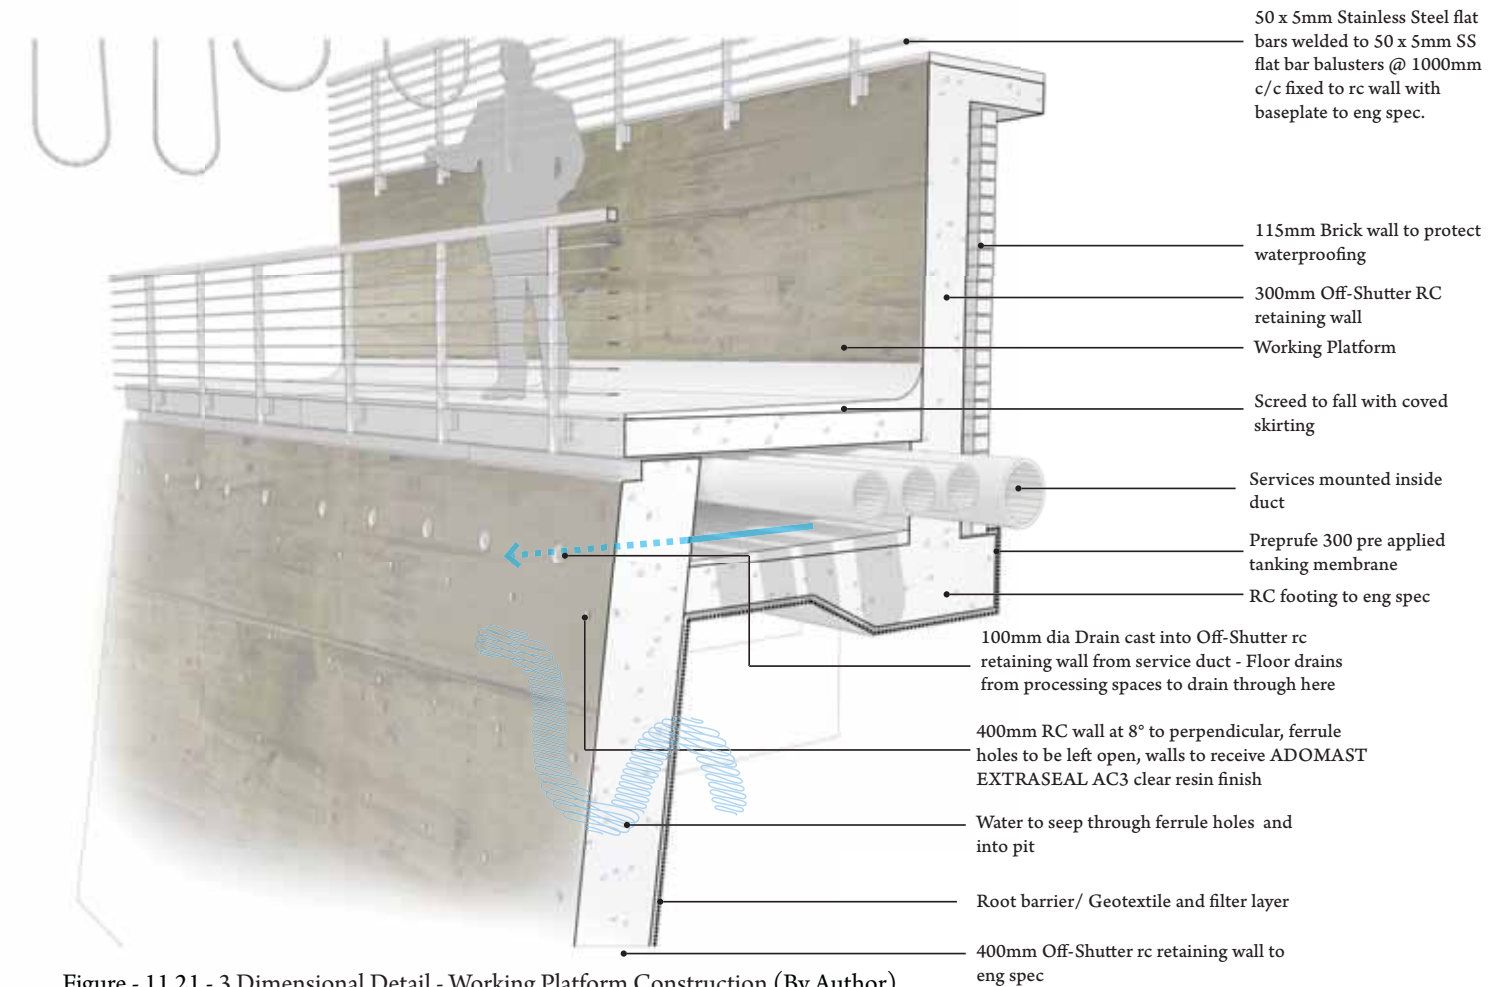 50 x 5mm Stainless Steel flat
bars welded to 50 x 5mm SS
flat bar balusters @ 1000mm
c/c fixed to rc wall with
baseplate to eng spec.
115mm Brick wall to protect
waterproofing
300mm Off-Shutter RC
retaining wall
Working Platform
Screed to fall with coved
skirting
Services mounted inside
duct
Preprufe 300 pre applied
tanking membrane
RC footing to eng spec
100mm dia Drain cast into Off-Shutter rc
retaining wall from service duct - Floor drains
from processing spaces to drain through here
400mm RC wall at 8° to perpendicular, ferrule
holes to be left open, walls to receive ADOMAST
EXTRASEAL AC3 clear resin finish
Water to seep through ferrule holes  and
into pit
Root barrier/ Geotextile and filter layer
400mm Off-Shutter rc retaining wall to
eng spec
Figure - 11.21 - 3 Dimensional Detail - Working Platform Construction (By Author)